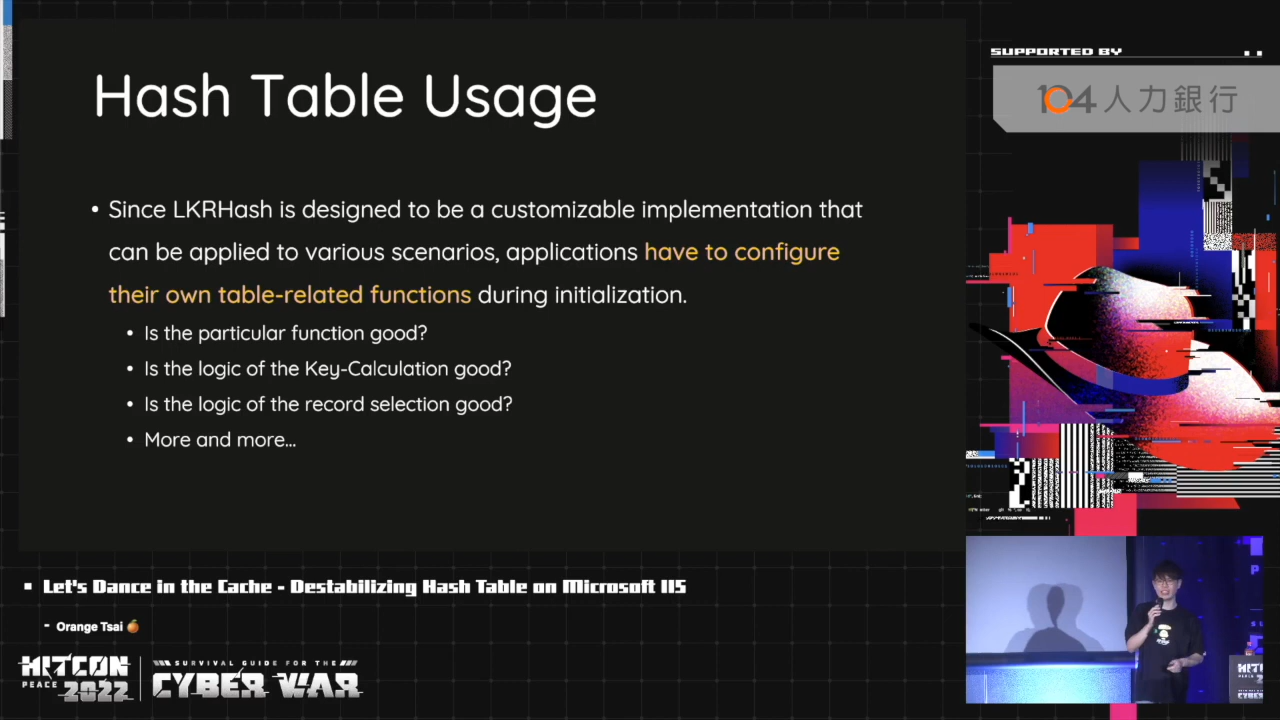 Hash Table Usage
• Since LKRHash is designed to be a customizable implementation that
can be applied to various scenarios, applications have to configure
their own table-related functions during initialization.
• Is the particular function good?
• Is the logic of the Key-Calculation good?
• Is the logic of the record selection good?
• More and more...
SUPPORTED BY
104人力銀行
Let's Dance in the Cache - Destabilizing Hash Table on Microsoft IIS
- Orange Tsai
HITCON
PEACE 2022
SURVIVAL GUIDE FOR THE
CYBER WAR